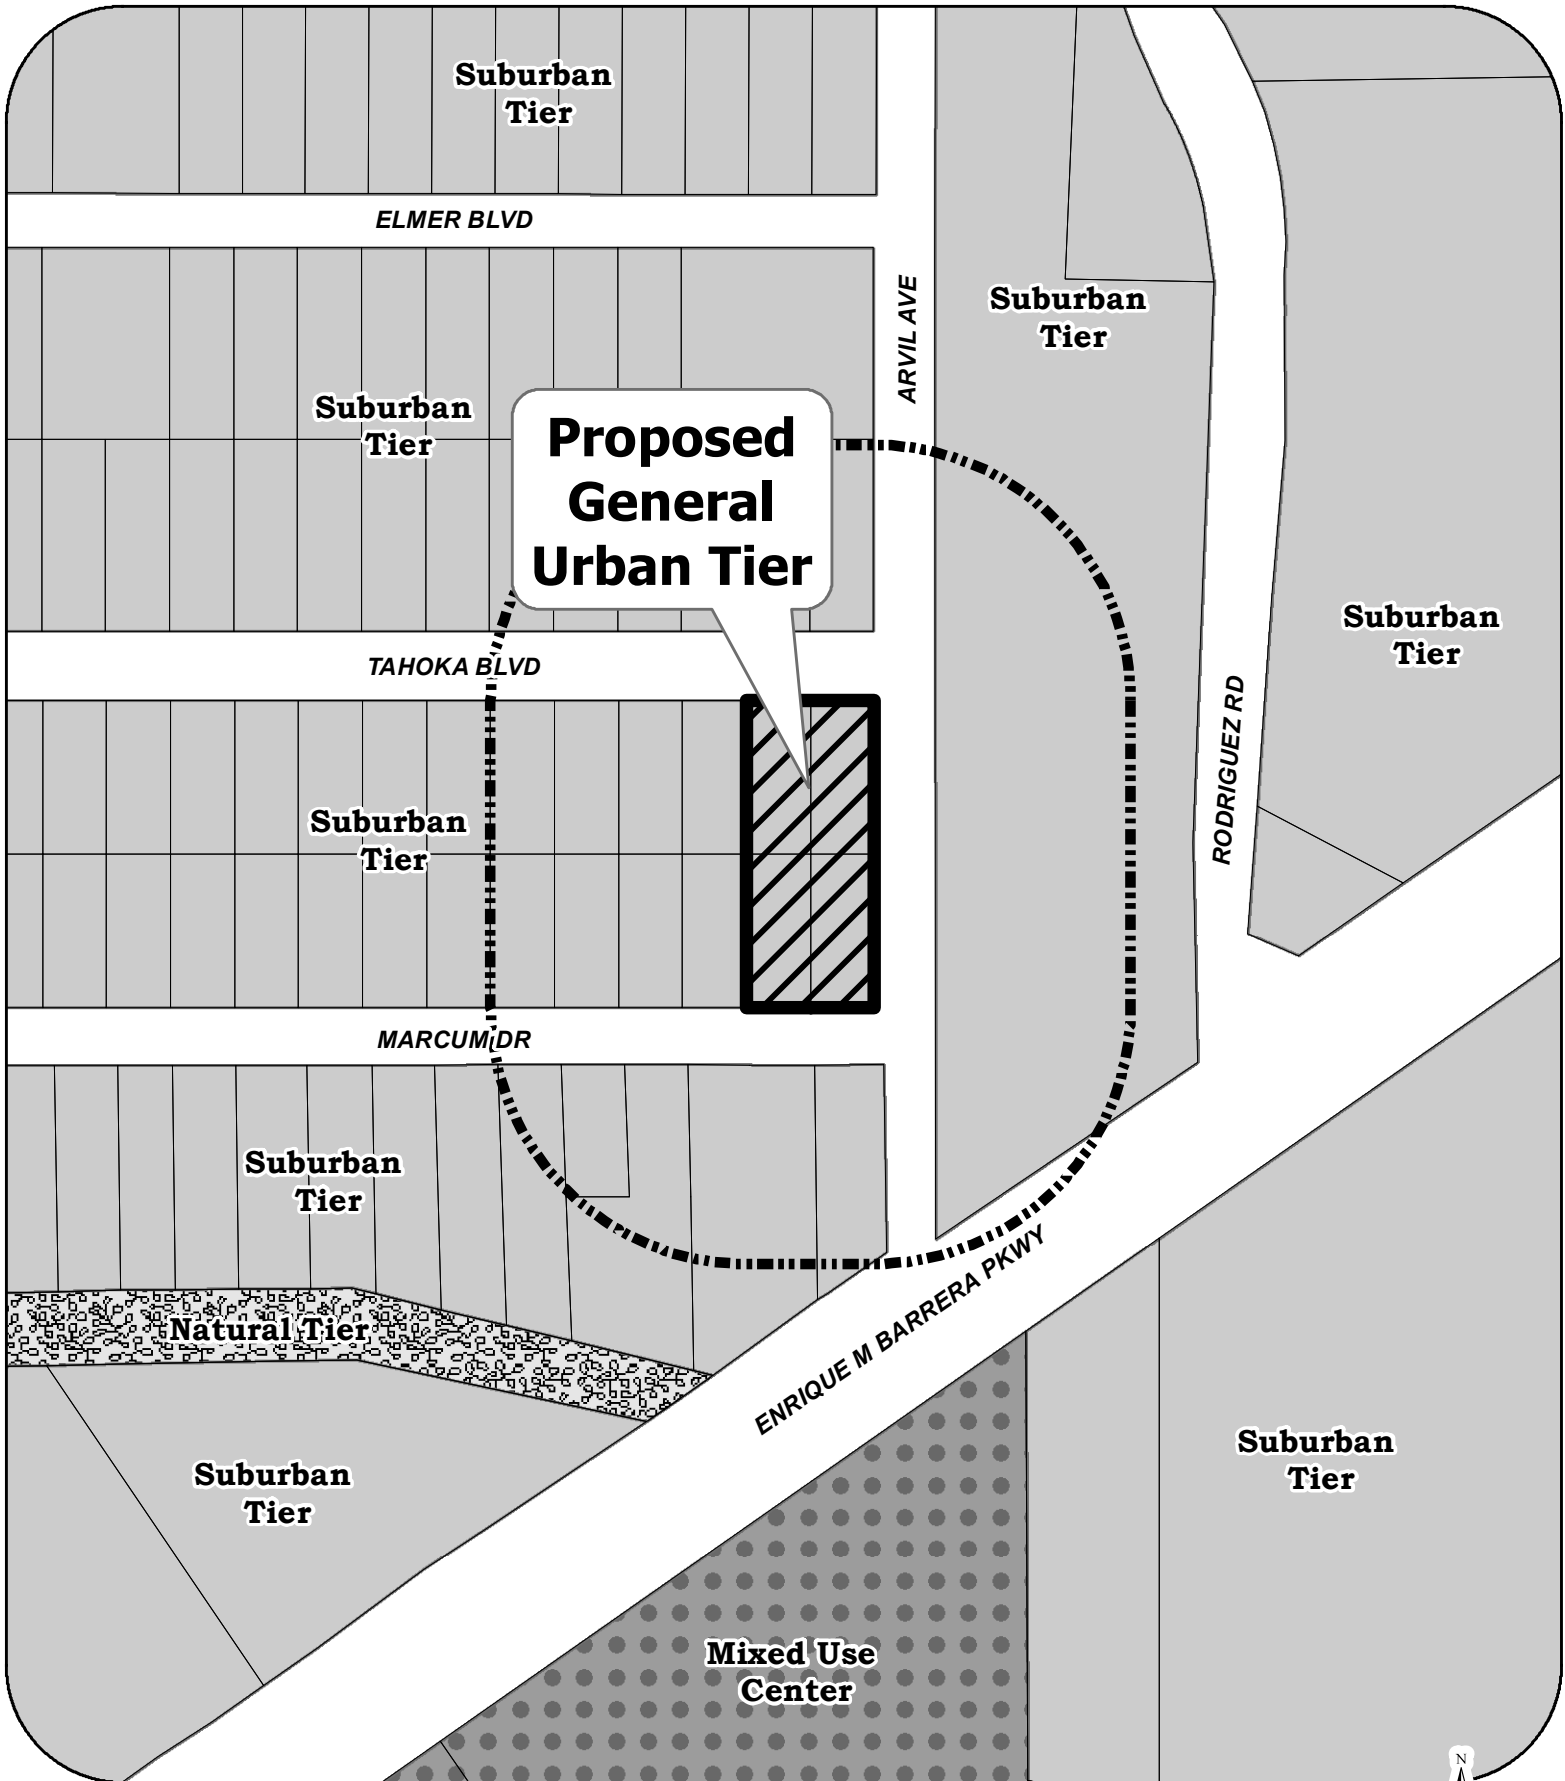 Suburban
Tier
ELMER BLVD
ARVIL AVE
Suburban
Tier
Suburban
Tier
Proposed
General
Urban Tier
Suburban
Tier
TAHOKA BLVD
RODRIGUEZ RD
Suburban
Tier
MARCUM DR
Suburban
Tier
ENRIQUE M BARRERA PKWY
Natural Tier
Suburban
Tier
Suburban
Tier
Mixed Use
Center
N